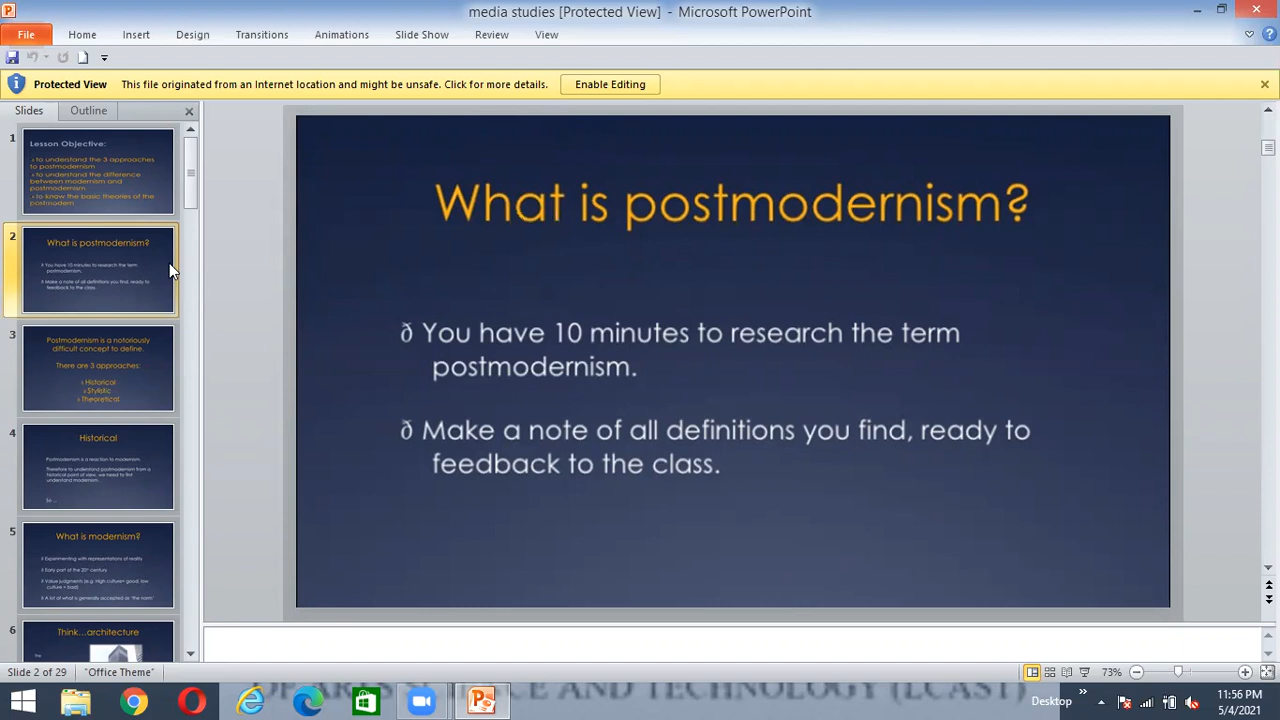 media studies [Protected View] - Microsoft PowerPoint
File Home Insert Design Transitions Animations Slide Show Review View
Protected View This file originated from an Internet location and might be unsafe. Click for more details. Enable Editing
Slides Outline
1
Lesson Objective:
to understand the 3 approaches
to postmodernism
to understand the difference
between modernism and
postmodernism
to know the basic theories of the
postmodern
2
What is postmodernism?
ð You have 10 minutes to research the term
postmodernism.
ð Make a note of all definitions you find, ready to
feedback to the class.
3
Postmodernism is a notoriously
difficult concept to define.
There are 3 approaches:
Historical
Stylistic
Theoretical
4
Historical
Postmodernism is a reaction to modernism.
Therefore to understand postmodernism from a
historical point of view, we need to first
understand modernism.
So ...
5
What is modernism?
ð Experimenting with representations of reality
ð Early part of the 20th century
ð Value judgments (e.g. High culture= good, low
culture = bad)
ð A lot of what is generally accepted as 'the norm'
6
Think...architecture
The
What is postmodernism?
ð You have 10 minutes to research the term
postmodernism.
ð Make a note of all definitions you find, ready to
feedback to the class.
Slide 2 of 29 "Office Theme" 73%
Desktop 11:56 PM
5/4/2021